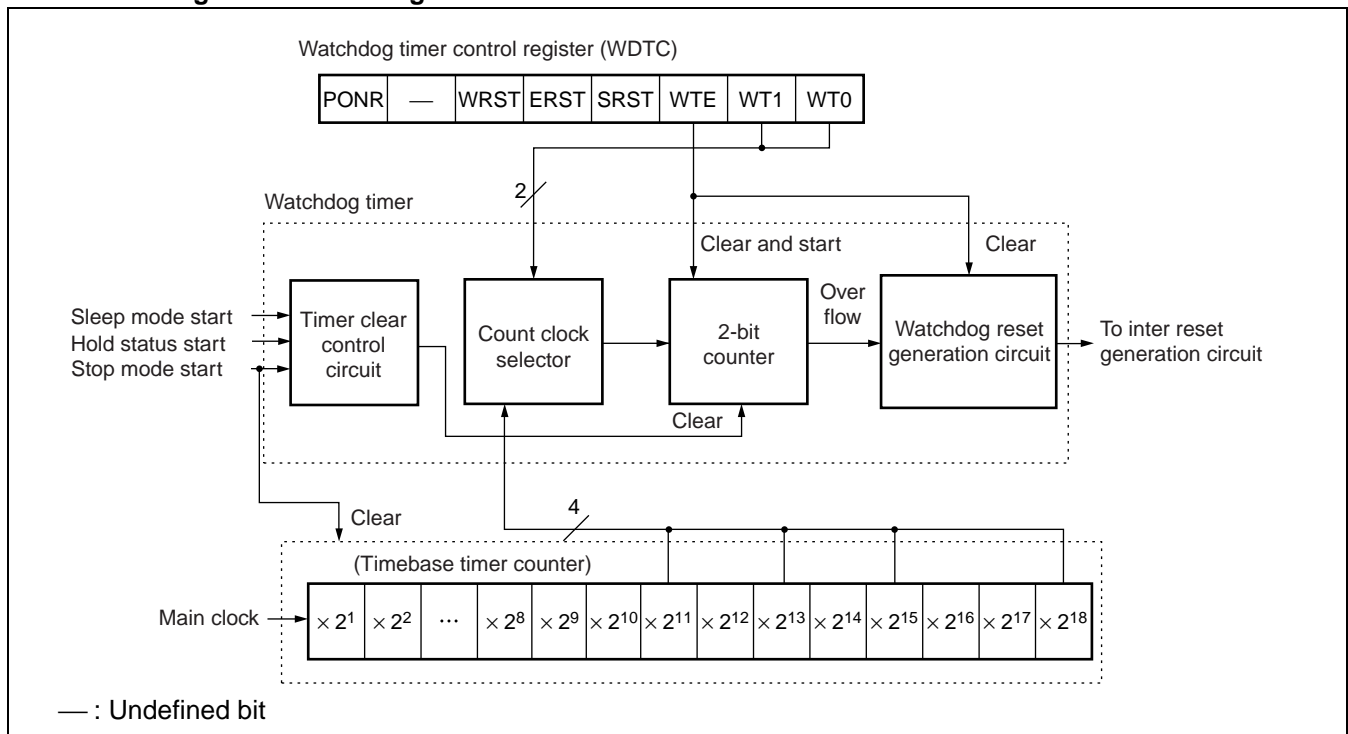 Watchdog timer control register (WDTC)
PONR — WRST ERST SRST WTE WT1 WT0
2
Watchdog timer
Clear and start
Clear
Sleep mode start
Hold status start
Stop mode start
Timer clear
control
circuit
Count clock
selector
2-bit
counter
Over
flow
Watchdog reset
generation circuit
To inter reset
generation circuit
Clear
Clear
4
(Timebase timer counter)
Main clock
× 2¹ × 2² ··· × 2⁸ × 2⁹ × 2¹⁰ × 2¹¹ × 2¹² × 2¹³ × 2¹⁴ × 2¹⁵ × 2¹⁶ × 2¹⁷ × 2¹⁸
— : Undefined bit